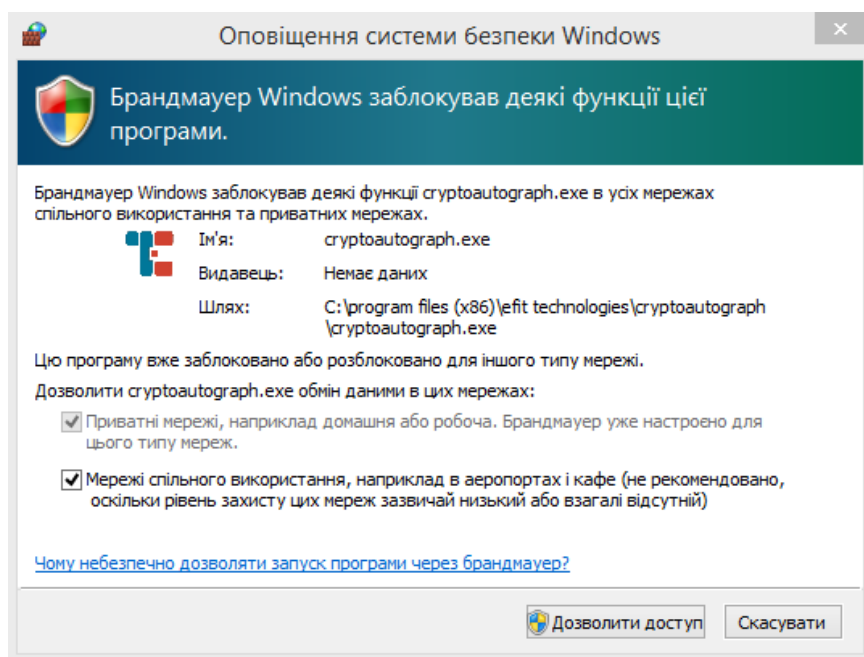 Оповіщення системи безпеки Windows
Брандмауер Windows заблокував деякі функції цієї
програми.
Брандмауер Windows заблокував деякі функції cryptoautograph.exe в усіх мережах
спільного використання та приватних мережах.
Ім'я: cryptoautograph.exe
Видавець: Немає даних
Шлях: C:\program files (x86)\efit technologies\cryptoautograph
\cryptoautograph.exe
Цю програму вже заблоковано або розблоковано для іншого типу мережі.
Дозволити cryptoautograph.exe обмін даними в цих мережах:
Приватні мережі, наприклад домашня або робоча. Брандмауер уже настроєно для
цього типу мереж.
Мережі спільного використання, наприклад в аеропортах і кафе (не рекомендовано,
оскільки рівень захисту цих мереж зазвичай низький або взагалі відсутній)
Чому небезпечно дозволяти запуск програми через брандмауер?
Дозволити доступ Скасувати